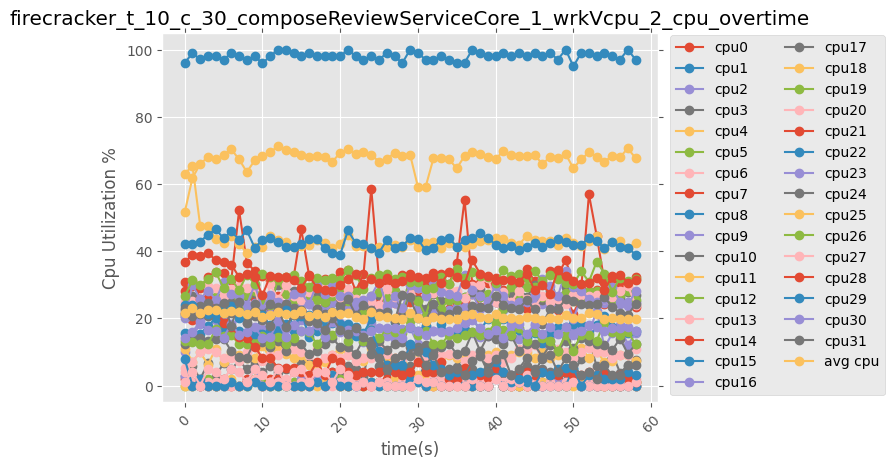 firecracker_t_10_c_30_composeReviewServiceCore_1_wrkVcpu_2_cpu_overtime
Cpu Utilization %
100
80
60
40
20
0
0
10
20
30
40
50
60
time(s)
cpu0
cpu1
cpu2
cpu3
cpu4
cpu5
cpu6
cpu7
cpu8
cpu9
cpu10
cpu11
cpu12
cpu13
cpu14
cpu15
cpu16
cpu17
cpu18
cpu19
cpu20
cpu21
cpu22
cpu23
cpu24
cpu25
cpu26
cpu27
cpu28
cpu29
cpu30
cpu31
avg cpu